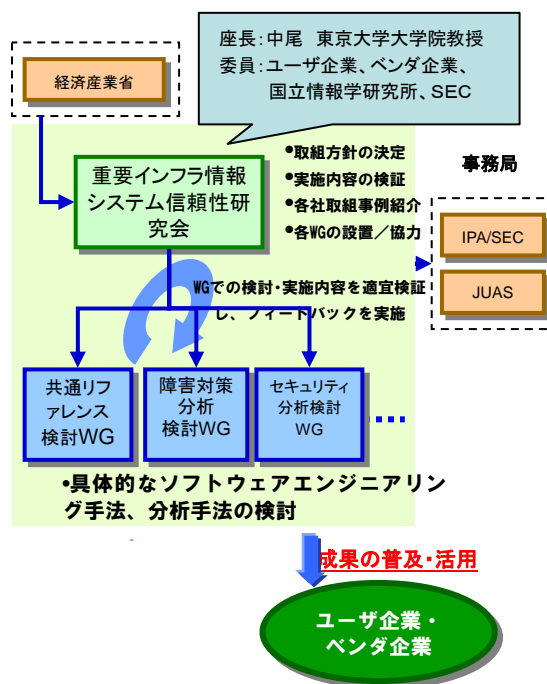 座長：中尾　東京大学大学院教授
委員：ユーザ企業、ベンダ企業、
国立情報学研究所、SEC
経済産業省
重要インフラ情報
システム信頼性研
究会
•取組方針の決定
•実施内容の検証
•各社取組事例紹介
•各WGの設置／協力
事務局
IPA/SEC
JUAS
WGでの検討・実施内容を適宜検証
し、フィードバックを実施
共通リフ
ァレンス
検討WG
障害対策
分析
検討WG
セキュリティ
分析検討
WG
•具体的なソフトウェアエンジニアリン
グ手法、分析手法の検討
成果の普及・活用
ユーザ企業・
ベンダ企業